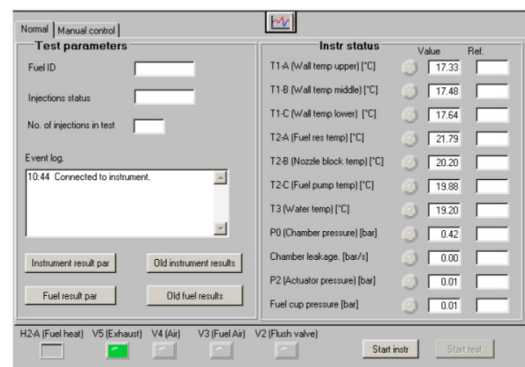 Normal Manual control
Test parameters
Fuel ID
Injections status
No. of injections in test
Event log.
10:44 Connected to instrument.
Instrument result par Old instrument results
Fuel result par Old fuel results
Instr status
Value Ref.
T1-A (Wall temp upper) [°C] 17.33
T1-B (Wall temp middle) [°C] 17.48
T1-C (Wall temp lower) [°C] 17.64
T2-A (Fuel res temp) [°C] 21.79
T2-B (Nozzle block temp) [°C] 20.20
T2-C (Fuel pump temp) [°C] 19.88
T3 (Water temp) [°C] 19.20
P0 (Chamber pressure) [bar] 0.42
Chamber leakage. [bar/s] 0.00
P2 (Actuator pressure) [bar] 0.01
Fuel cup pressure [bar] 0.01
H2-A (Fuel heat) V5 (Exhaust) V4 (Air) V3 (Fuel Air) V2 (Flush valve)
Start instr Start test